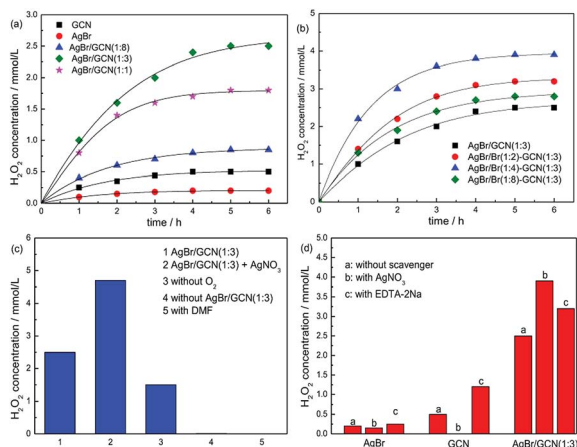 (a)
GCN
AgBr
AgBr/GCN(1:8)
AgBr/GCN(1:3)
AgBr/GCN(1:1)
H₂O₂ concentration / mmol/L
3.0
2.5
2.0
1.5
1.0
0.5
0.0
0 1 2 3 4 5 6
time / h
(b)
AgBr/GCN(1:3)
AgBr/Br(1:2)-GCN(1:3)
AgBr/Br(1:4)-GCN(1:3)
AgBr/Br(1:8)-GCN(1:3)
H₂O₂ concentration / mmol/L
5
4
3
2
1
0
0 1 2 3 4 5 6
time / h
(c)
1 AgBr/GCN(1:3)
2 AgBr/GCN(1:3) + AgNO₃
3 without O₂
4 without AgBr/GCN(1:3)
5 with DMF
H₂O₂ concentration / mmol/L
6
5
4
3
2
1
0
1 2 3 4 5
(d)
a: without scavenger
b: with AgNO₃
c: with EDTA-2Na
H₂O₂ concentration / mmol/L
5.0
4.5
4.0
3.5
3.0
2.5
2.0
1.5
1.0
0.5
0.0
a b c
a b c
a b c
AgBr GCN AgBr/GCN(1:3)